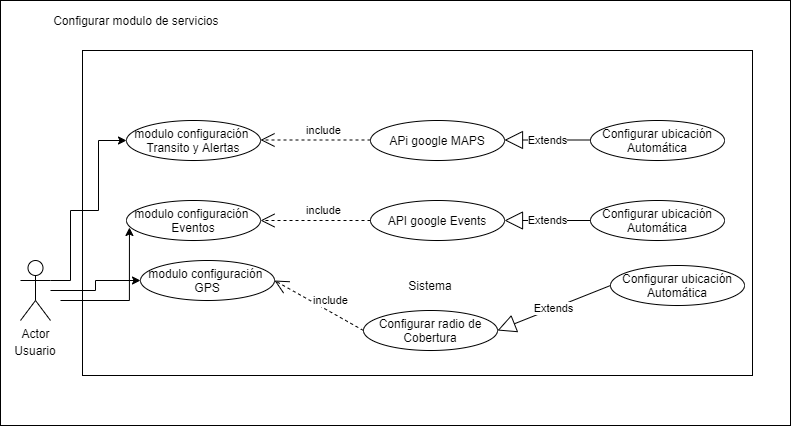 Configurar modulo de servicios
modulo configuración
Transito y Alertas
include
APi google MAPS
Extends
Configurar ubicación
Automática
modulo configuración
Eventos
include
API google Events
Extends
Configurar ubicación
Automática
modulo configuración
GPS
include
Sistema
Configurar radio de
Cobertura
Extends
Configurar ubicación
Automática
Actor
Usuario